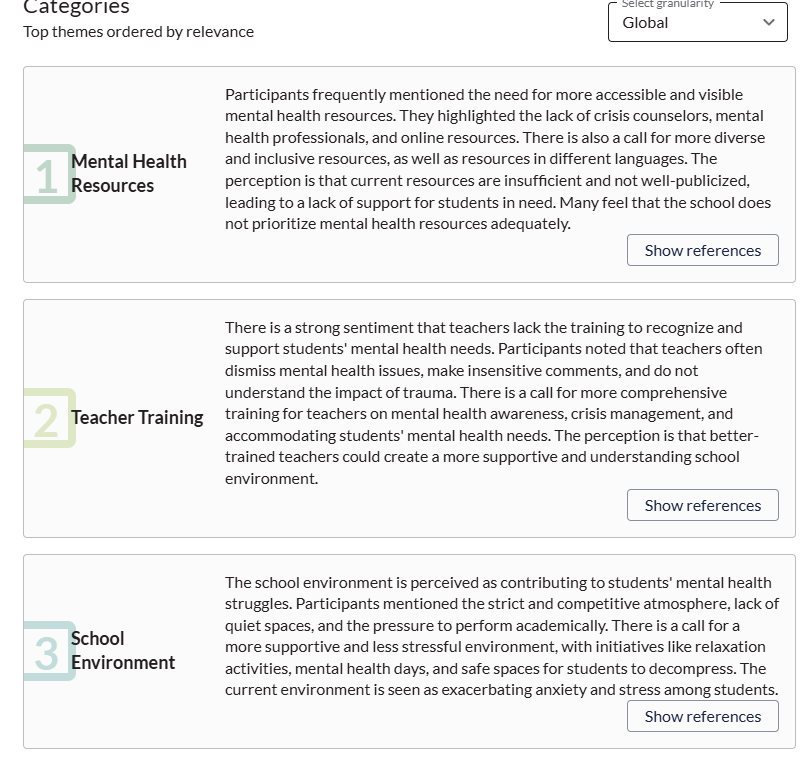 Categories
Top themes ordered by relevance
Select granularity
Global
1
Mental Health
Resources
Participants frequently mentioned the need for more accessible and visible
mental health resources. They highlighted the lack of crisis counselors, mental
health professionals, and online resources. There is also a call for more diverse
and inclusive resources, as well as resources in different languages. The
perception is that current resources are insufficient and not well-publicized,
leading to a lack of support for students in need. Many feel that the school does
not prioritize mental health resources adequately.
Show references
2
Teacher Training
There is a strong sentiment that teachers lack the training to recognize and
support students' mental health needs. Participants noted that teachers often
dismiss mental health issues, make insensitive comments, and do not
understand the impact of trauma. There is a call for more comprehensive
training for teachers on mental health awareness, crisis management, and
accommodating students' mental health needs. The perception is that better-
trained teachers could create a more supportive and understanding school
environment.
Show references
3
School
Environment
The school environment is perceived as contributing to students' mental health
struggles. Participants mentioned the strict and competitive atmosphere, lack of
quiet spaces, and the pressure to perform academically. There is a call for a
more supportive and less stressful environment, with initiatives like relaxation
activities, mental health days, and safe spaces for students to decompress. The
current environment is seen as exacerbating anxiety and stress among students.
Show references